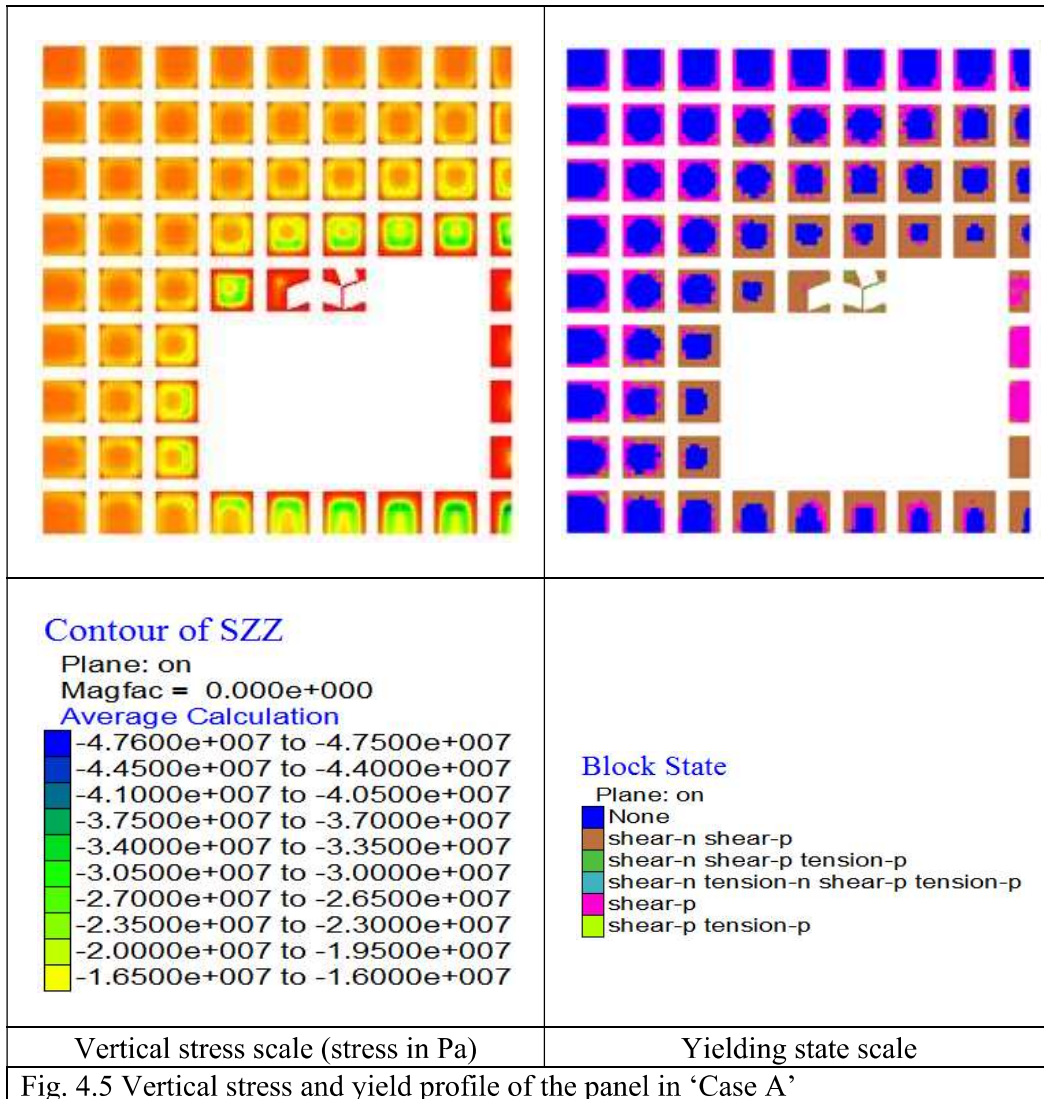 Contour of SZZ
Plane: on
Magfac = 0.000e+000
Average Calculation
-4.7600e+007 to -4.7500e+007
-4.4500e+007 to -4.4000e+007
-4.1000e+007 to -4.0500e+007
-3.7500e+007 to -3.7000e+007
-3.4000e+007 to -3.3500e+007
-3.0500e+007 to -3.0000e+007
-2.7000e+007 to -2.6500e+007
-2.3500e+007 to -2.3000e+007
-2.0000e+007 to -1.9500e+007
-1.6500e+007 to -1.6000e+007
Block State
Plane: on
None
shear-n shear-p
shear-n shear-p tension-p
shear-n tension-n shear-p tension-p
shear-p
shear-p tension-p
Vertical stress scale (stress in Pa)
Yielding state scale
Fig. 4.5 Vertical stress and yield profile of the panel in ‘Case A’